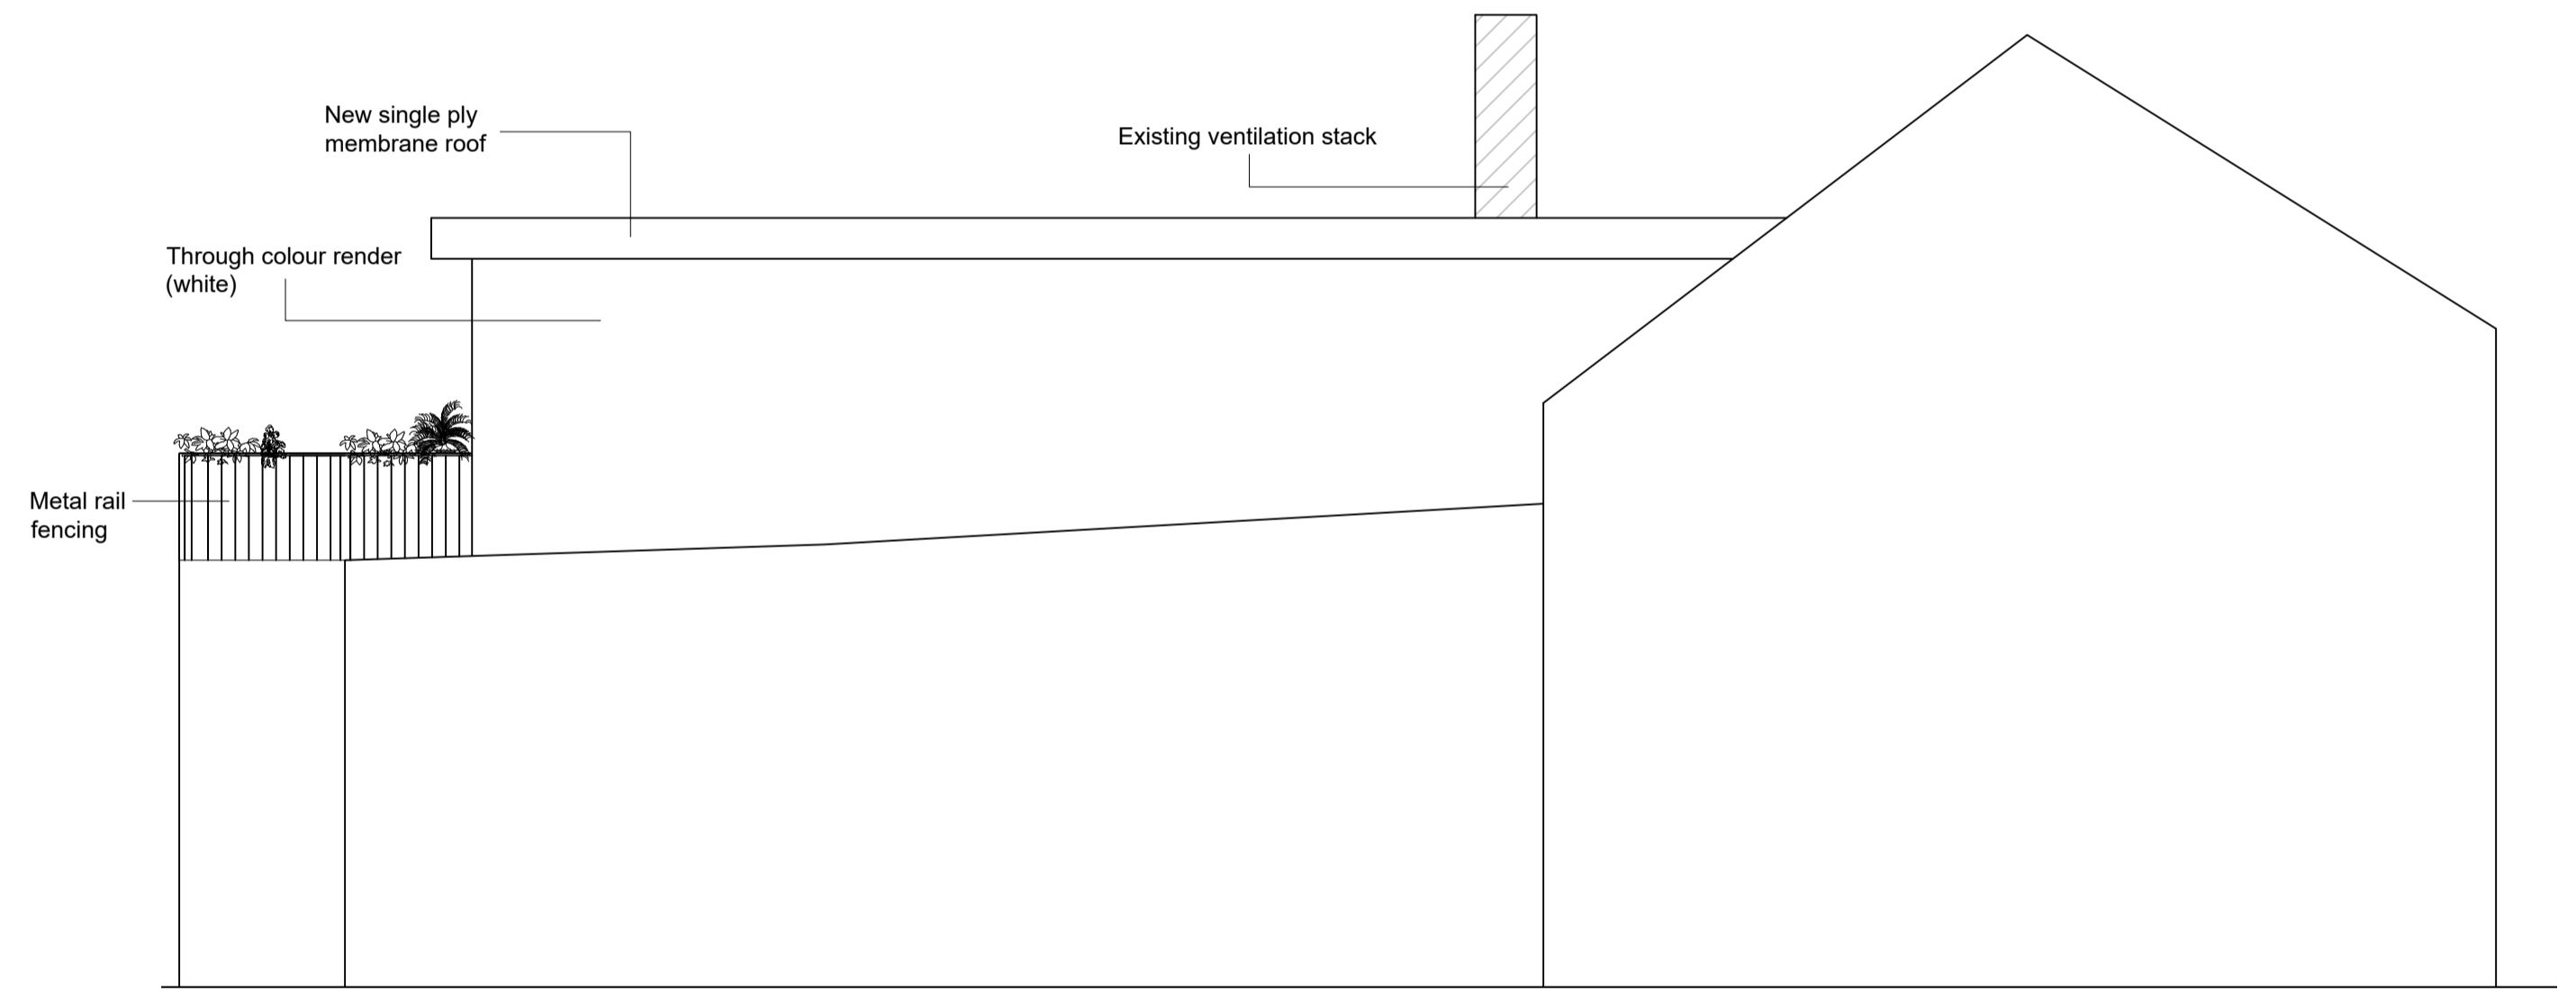 New single ply
membrane roof
Existing ventilation stack
Through colour render
(white)
Metal rail
fencing